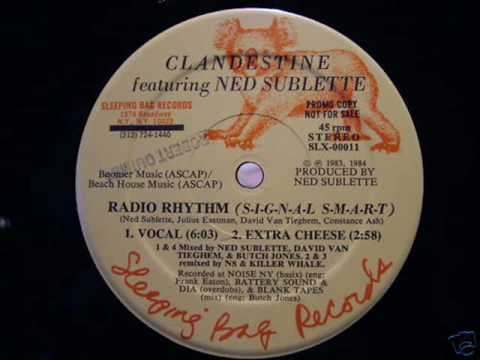 CLANDESTINE
featuring NED SUBLETTE
SLEEPING BAG RECORDS
1974 Broadway
N.Y., N.Y. 10023
(212) 724-1440
PROMO COPY
NOT FOR SALE
45 rpm
STEREO
SLX-00011
ROBERT
Boomer Music (ASCAP)/
Beach House Music (ASCAP)
℗ © 1983, 1984
PRODUCED BY
NED SUBLETTE
RADIO RHYTHM (S-I-G-N-A-L S-M-A-R-T)
(Ned Sublette, Julius Eastman, David Van Tieghem, Constance Ash)
1. VOCAL (6:03) 2. EXTRA CHEESE (2:58)
1 & 4 Mixed by NED SUBLETTE, DAVID VAN
TIEGHEM, & BUTCH JONES. 2 & 3
remixed by NS & KILLER WHALE.
Recorded at NOISE NY (basix) (eng:
Frank Eaton), BATTERY SOUND &
DIA (overdobs), & BLANK TAPES
(mix) (eng: Butch Jones)
Sleeping Bag Records